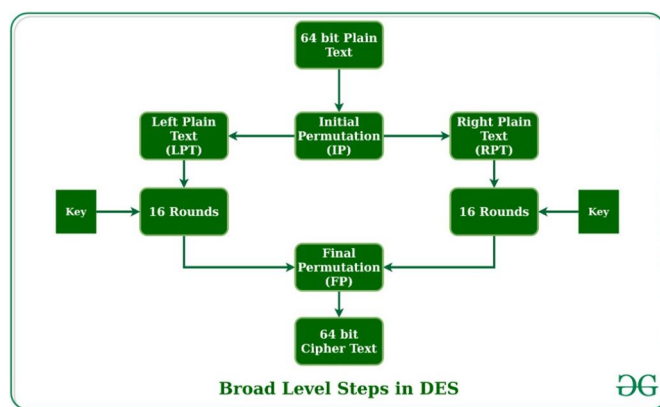 64 bit Plain
Text
Left Plain
Text
(LPT)
Initial
Permutation
(IP)
Right Plain
Text
(RPT)
Key
16 Rounds
16 Rounds
Key
Final
Permutation
(FP)
64 bit
Cipher Text
Broad Level Steps in DES